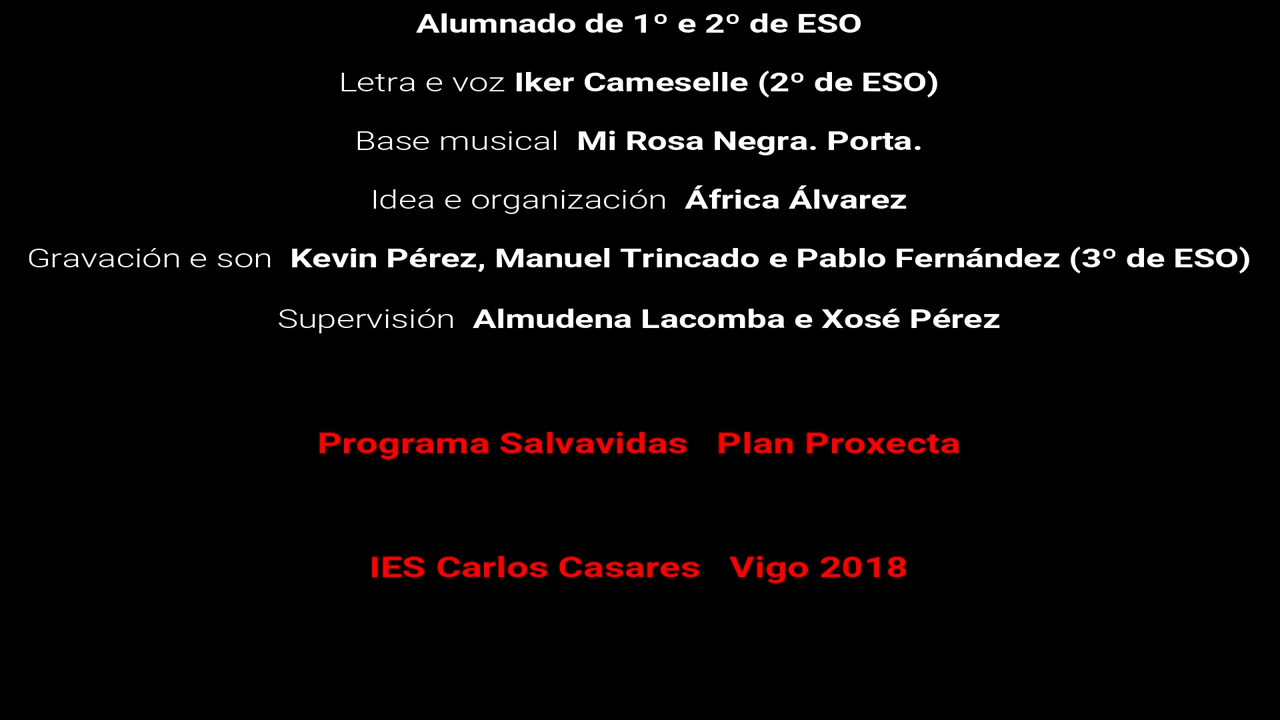 Alumnado de 1º e 2º de ESO
Letra e voz Iker Cameselle (2º de ESO)
Base musical Mi Rosa Negra. Porta.
Idea e organización África Álvarez
Gravación e son Kevin Pérez, Manuel Trincado e Pablo Fernández (3º de ESO)
Supervisión Almudena Lacomba e Xosé Pérez
Programa Salvavidas Plan Proxecta
IES Carlos Casares Vigo 2018